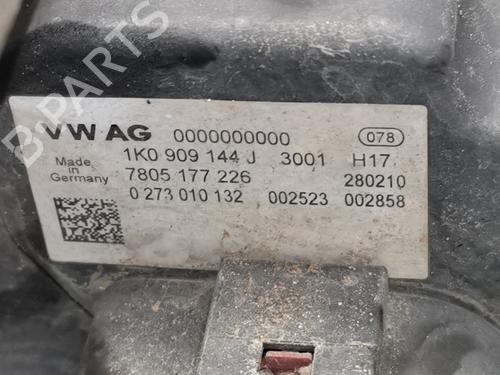 VW AG 0000000000 078
Made in Germany 1K0 909 144 J 3001 H17
7805 177 226 280210
0 273 010 132 002523 002858
B-PARTS